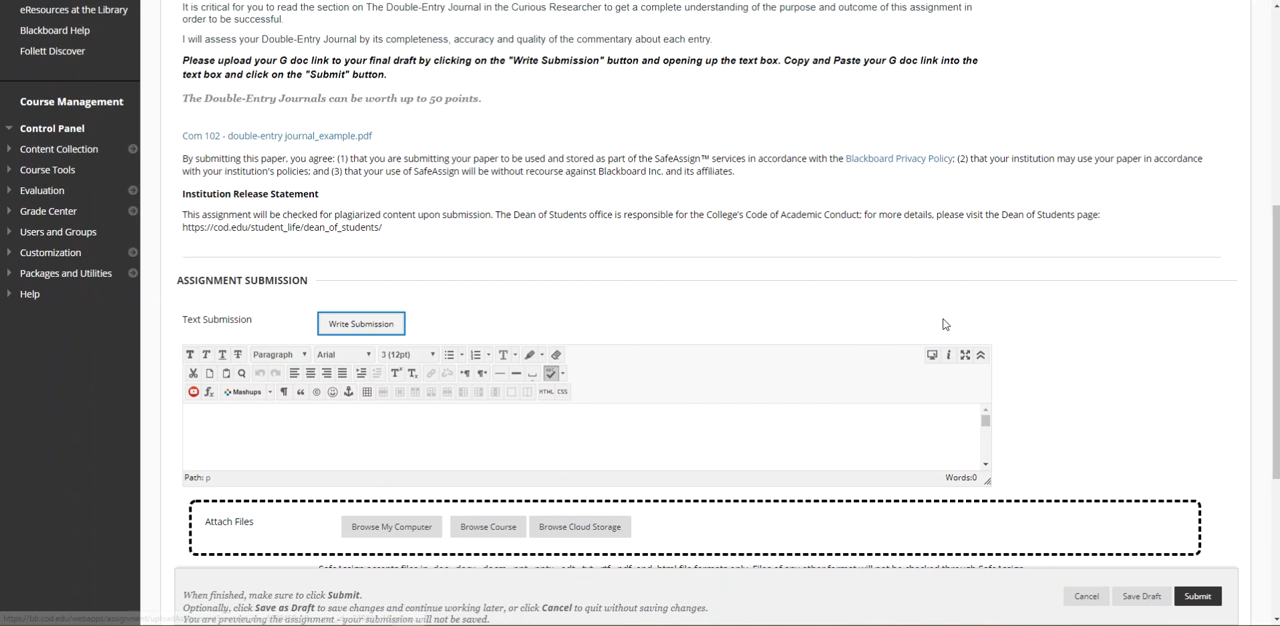 eResources at the Library
Blackboard Help
Follett Discover
Course Management
Control Panel
Content Collection
Course Tools
Evaluation
Grade Center
Users and Groups
Customization
Packages and Utilities
Help
It is critical for you to read the section on The Double-Entry Journal in the Curious Researcher to get a complete understanding of the purpose and outcome of this assignment in
order to be successful.
I will assess your Double-Entry Journal by its completeness, accuracy and quality of the commentary about each entry.
Please upload your G doc link to your final draft by clicking on the "Write Submission" button and opening up the text box. Copy and Paste your G doc link into the
text box and click on the "Submit" button.
The Double-Entry Journals can be worth up to 50 points.
Com 102 - double-entry journal_example.pdf
By submitting this paper, you agree: (1) that you are submitting your paper to be used and stored as part of the SafeAssign™ services in accordance with the Blackboard Privacy Policy; (2) that your institution may use your paper in accordance
with your institution's policies; and (3) that your use of SafeAssign will be without recourse against Blackboard Inc. and its affiliates.
Institution Release Statement
This assignment will be checked for plagiarized content upon submission. The Dean of Students office is responsible for the College's Code of Academic Conduct; for more details, please visit the Dean of Students page:
https://cod.edu/student_life/dean_of_students/
ASSIGNMENT SUBMISSION
Text Submission Write Submission
T T T T Paragraph Arial 3 (12pt)
Mashups HTML CSS
Path: p Words:0
Attach Files Browse My Computer Browse Course Browse Cloud Storage
When finished, make sure to click Submit.
Optionally, click Save as Draft to save changes and continue working later, or click Cancel to quit without saving changes.
You are previewing the assignment - your submission will not be saved.
Cancel Save Draft Submit